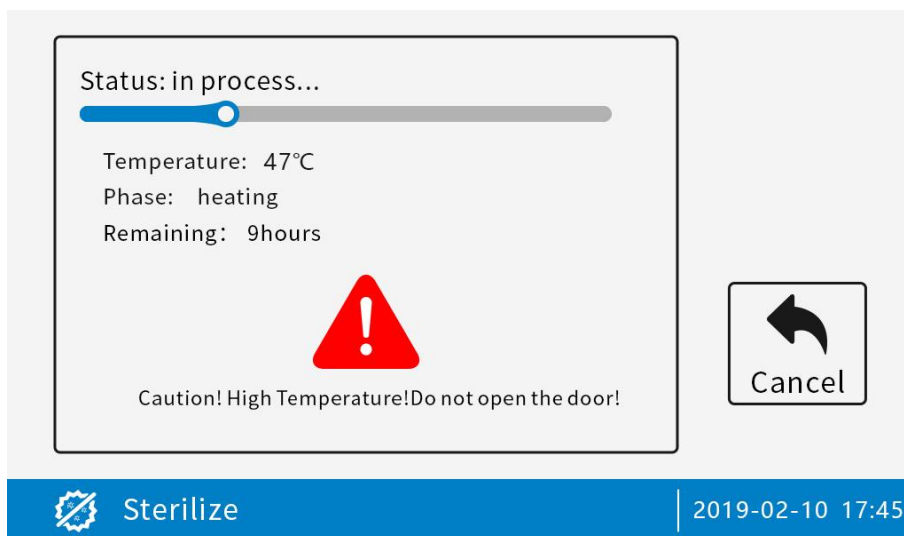 Status: in process...
Temperature: 47℃
Phase: heating
Remaining: 9hours
Caution! High Temperature!Do not open the door!
Cancel
Sterilize
2019-02-10 17:45